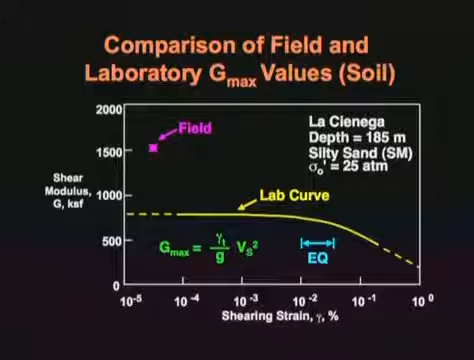 Comparison of Field and
Laboratory Gmax Values (Soil)
2000
1500
1000
500
0
Shear
Modulus,
G, ksf
Field
La Cienega
Depth = 185 m
Silty Sand (SM)
σo' = 25 atm
Lab Curve
Gmax = γt/g Vs²
EQ
10⁻⁵ 10⁻⁴ 10⁻³ 10⁻² 10⁻¹ 10⁰
Shearing Strain, γ, %